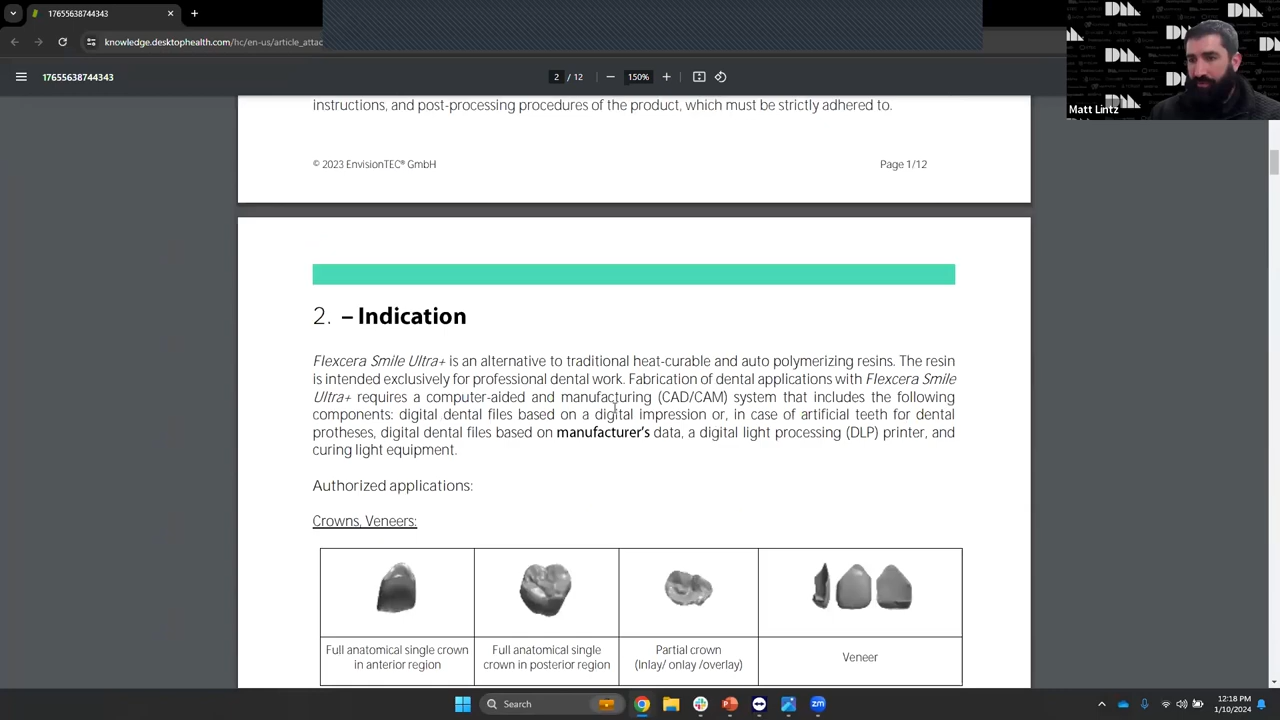 17655638744343
knowledge.desktophealth.com/hc/en-us/article_attac
17655638744343
150%
Matt Lintz
instructions, and post-processing procedures of the product, which must be strictly adhered to.
© 2023 EnvisionTEC® GmbH
Page 1/12
2. – Indication
Flexcera Smile Ultra+ is an alternative to traditional heat-curable and auto polymerizing resins. The resin
is intended exclusively for professional dental work. Fabrication of dental applications with Flexcera Smile
Ultra+ requires a computer-aided and manufacturing (CAD/CAM) system that includes the following
components: digital dental files based on a digital impression or, in case of artificial teeth for dental
protheses, digital dental files based on manufacturer's data, a digital light processing (DLP) printer, and
curing light equipment.
Authorized applications:
Crowns, Veneers:
Full anatomical single crown
in anterior region
Full anatomical single
crown in posterior region
Partial crown
(Inlay/ onlay /overlay)
Veneer
Search
12:18 PM
1/10/2024